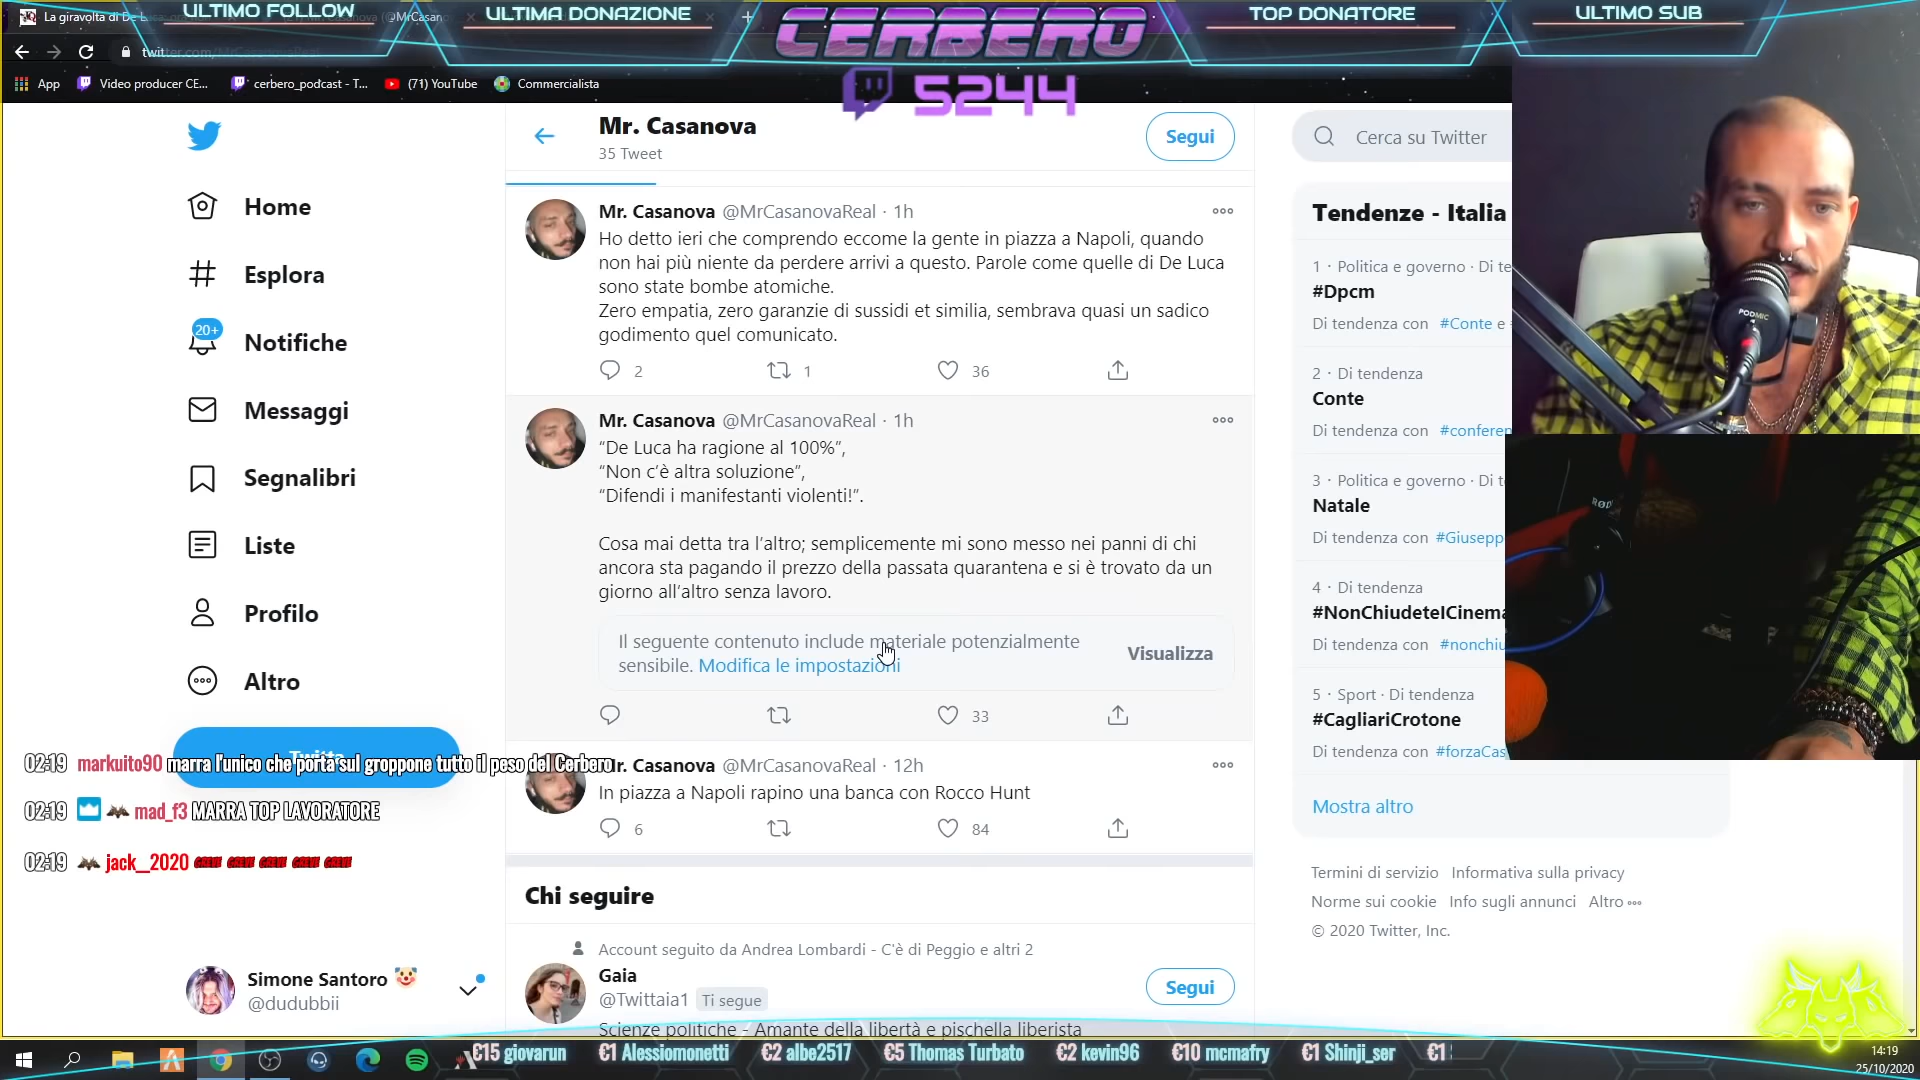 La giravolta di De Luca
ULTIMO FOLLOW
ULTIMA DONAZIONE
CERBERO
TOP DONATORE
ULTIMO SUB
5244
App
Video producer CE...
cerbero_podcast - T...
(71) YouTube
Commercialista
Mr. Casanova
35 Tweet
Segui
Cerca su Twitter
Home
Esplora
20+
Notifiche
Messaggi
Segnalibri
Liste
Profilo
Altro
Mr. Casanova @MrCasanovaReal · 1h
Ho detto ieri che comprendo eccome la gente in piazza a Napoli, quando
non hai più niente da perdere arrivi a questo. Parole come quelle di De Luca
sono state bombe atomiche.
Zero empatia, zero garanzie di sussidi et similia, sembrava quasi un sadico
godimento quel comunicato.
2
1
36
Mr. Casanova @MrCasanovaReal · 1h
“De Luca ha ragione al 100%”,
“Non c’è altra soluzione”,
“Difendi i manifestanti violenti!”.
Cosa mai detta tra l’altro; semplicemente mi sono messo nei panni di chi
ancora sta pagando il prezzo della passata quarantena e si è trovato da un
giorno all’altro senza lavoro.
Il seguente contenuto include materiale potenzialmente
sensibile. Modifica le impostazioni
Visualizza
33
Mr. Casanova @MrCasanovaReal · 12h
In piazza a Napoli rapino una banca con Rocco Hunt
6
84
Chi seguire
Account seguito da Andrea Lombardi - C'è di Peggio e altri 2
Gaia
@Twittaia1 Ti segue
Segui
Scienze politiche - Amante della libertà e pischella liberista
Tendenze - Italia
1 · Politica e governo · Di te
#Dpcm
Di tendenza con #Conte e
2 · Di tendenza
Conte
Di tendenza con #conferen
3 · Politica e governo · Di t
Natale
Di tendenza con #Giusepp
4 · Di tendenza
#NonChiudeteICinema
Di tendenza con #nonchiu
5 · Sport · Di tendenza
#CagliariCrotone
Di tendenza con #forzaCas
Mostra altro
Termini di servizio Informativa sulla privacy
Norme sui cookie Info sugli annunci Altro
© 2020 Twitter, Inc.
PODMIC
RØDE
02:19 markuito90 marra l'unico che porta sul groppone tutto il peso del Cerbero
02:19 mad_f3 MARRA TOP LAVORATORE
02:19 jack__2020
Simone Santoro
@dudubbii
€15 giovarun €1 Alessiomonetti €2 albe2517 €5 Thomas Turbato €2 kevin96 €10 mcmafry €1 Shinji_ser €1
14:19
25/10/2020